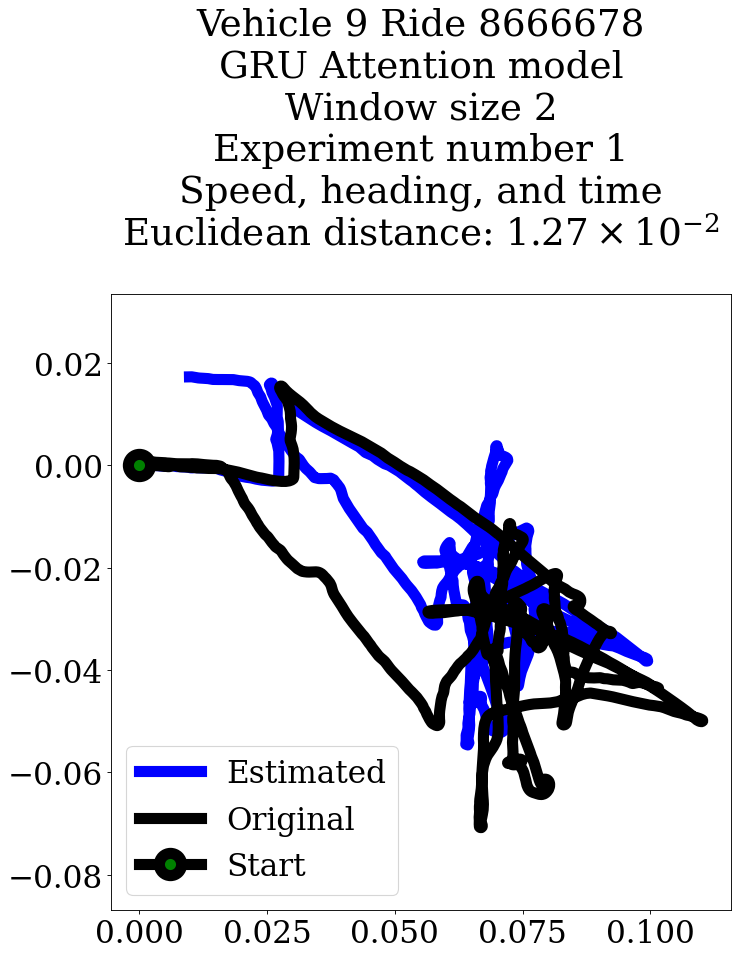 Vehicle 9 Ride 8666678
GRU Attention model
Window size 2
Experiment number 1
Speed, heading, and time
Euclidean distance: 1.27 × 10⁻²
0.02
0.00
−0.02
−0.04
−0.06
−0.08
Estimated
Original
Start
0.000 0.025 0.050 0.075 0.100